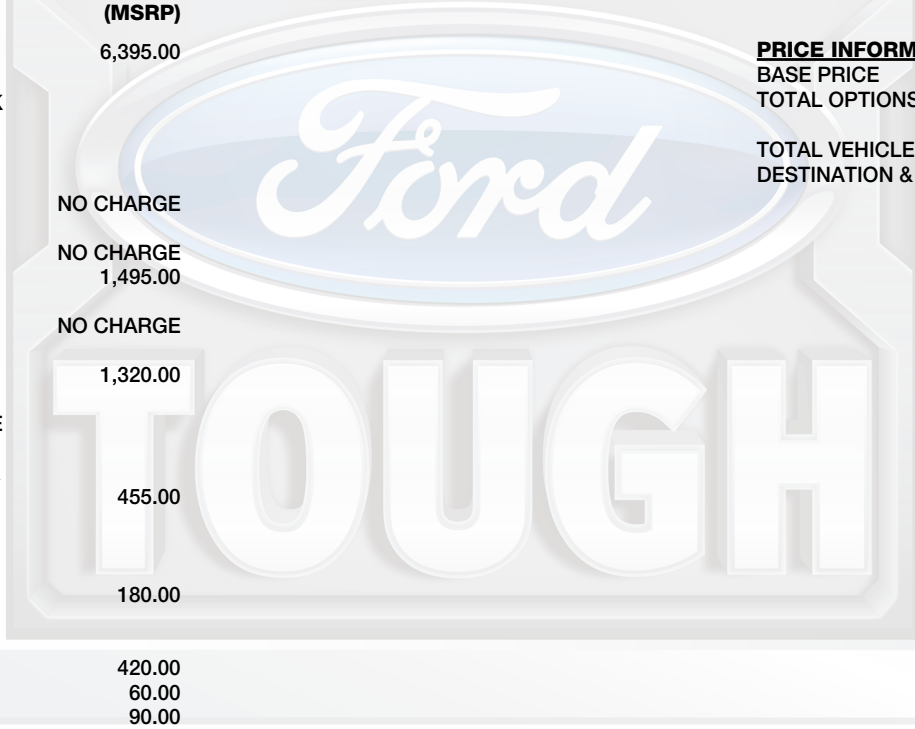 (MSRP)
6,395.00
K
NO CHARGE
NO CHARGE
1,495.00
NO CHARGE
1,320.00
E
455.00
180.00
420.00
60.00
90.00
PRICE INFORM
BASE PRICE
TOTAL OPTIONS
TOTAL VEHICLE
DESTINATION &
Ford
TOUGH